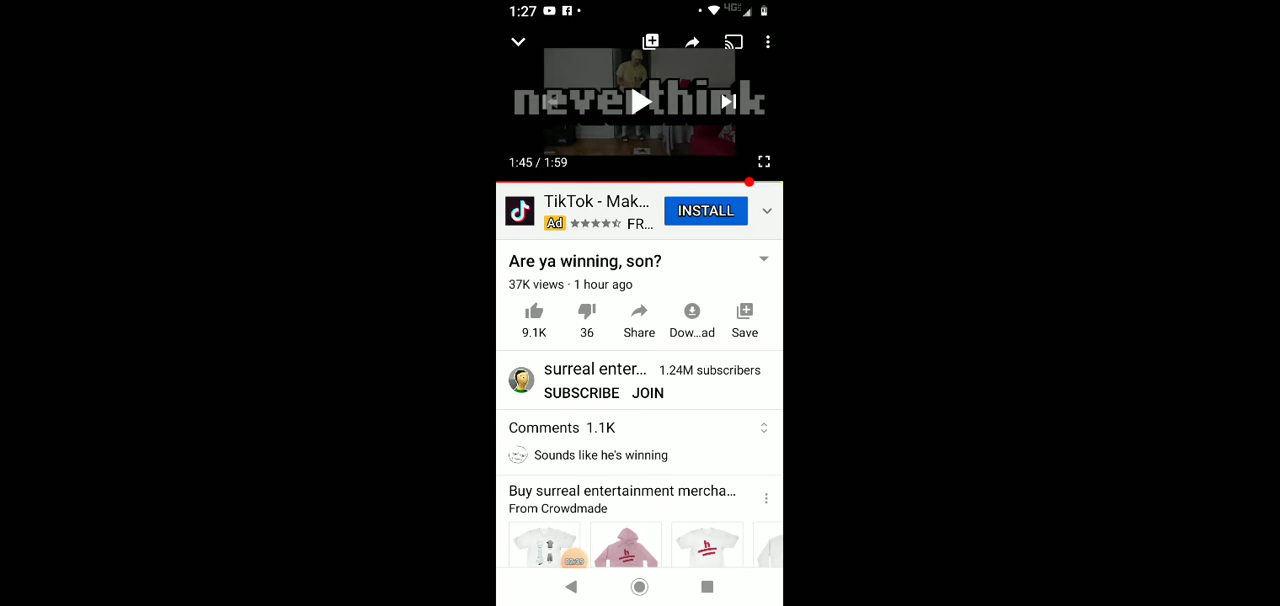 1:27
4G
neverthink
1:45 / 1:59
TikTok - Mak...
INSTALL
Ad
FR...
Are ya winning, son?
37K views · 1 hour ago
9.1K
36
Share
Dow...ad
Save
surreal enter...
1.24M subscribers
SUBSCRIBE
JOIN
Comments 1.1K
Sounds like he's winning
Buy surreal entertainment mercha...
From Crowdmade
h
h